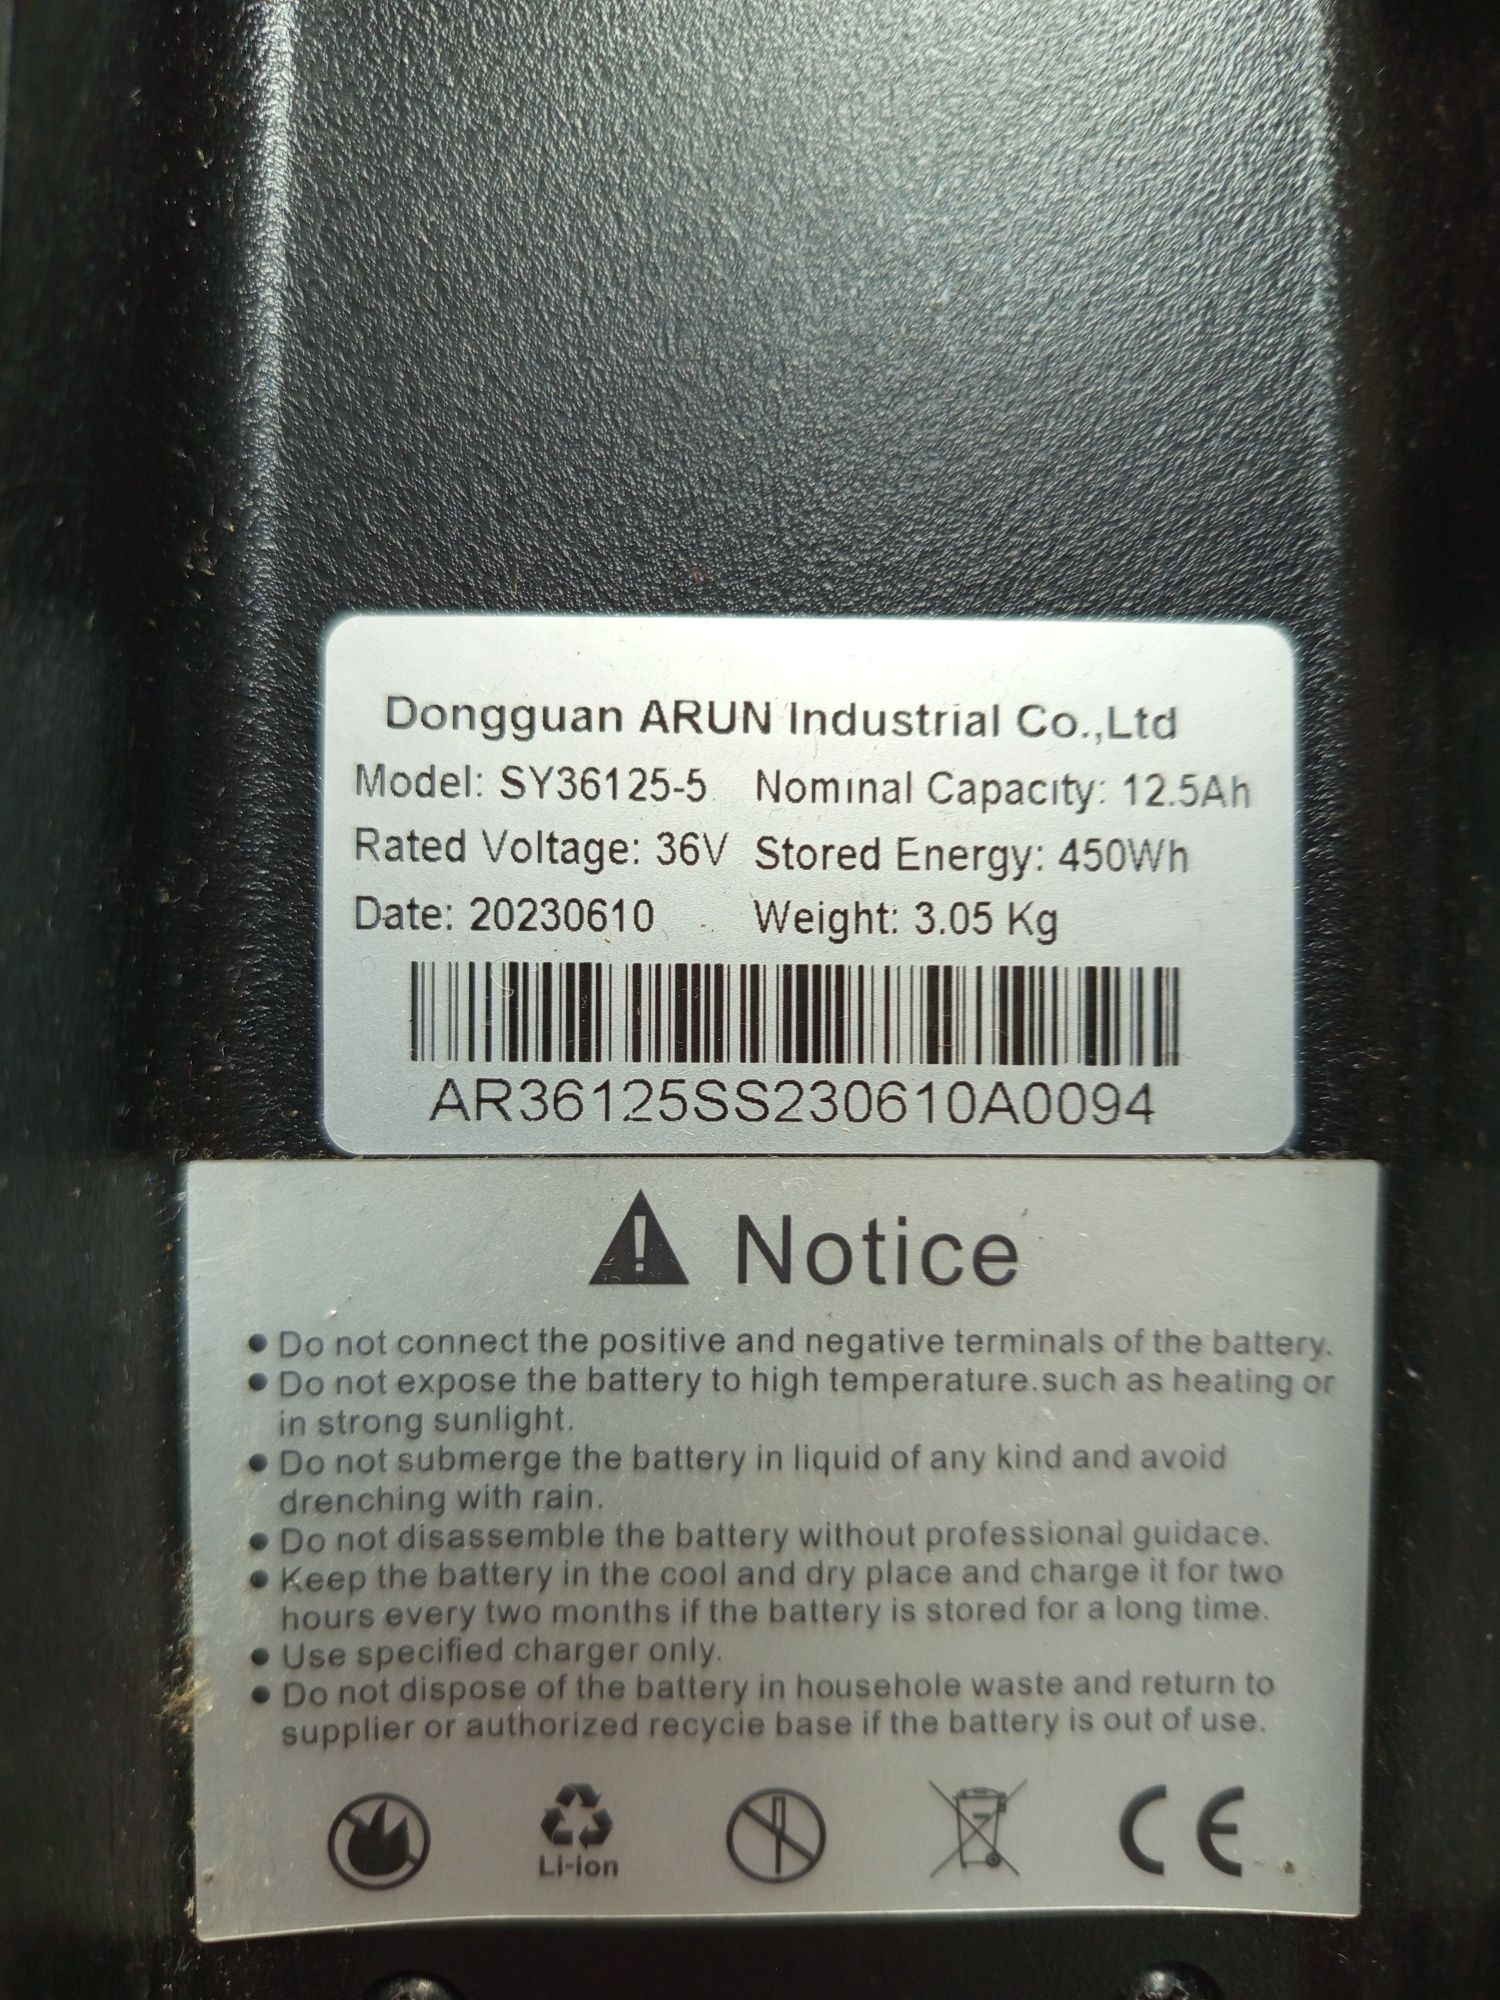 Dongguan ARUN Industrial Co.,Ltd
Model: SY36125-5 Nominal Capacity: 12.5Ah
Rated Voltage: 36V Stored Energy: 450Wh
Date: 20230610 Weight: 3.05 Kg
AR36125SS230610A0094
Notice
● Do not connect the positive and negative terminals of the battery.
● Do not expose the battery to high temperature.such as heating or
in strong sunlight.
● Do not submerge the battery in liquid of any kind and avoid
drenching with rain.
● Do not disassemble the battery without professional guidace.
● Keep the battery in the cool and dry place and charge it for two
hours every two months if the battery is stored for a long time.
● Use specified charger only.
● Do not dispose of the battery in househole waste and return to
supplier or authorized recycie base if the battery is out of use.
Li-ion
CE